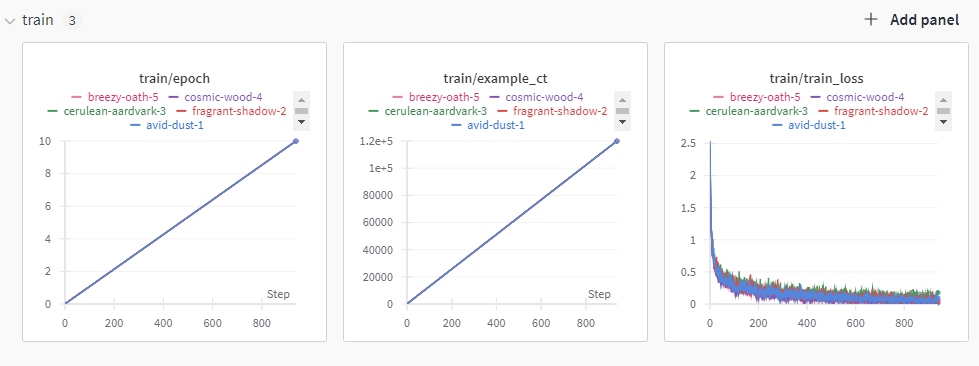 train 3
Add panel
train/epoch
breezy-oath-5 cosmic-wood-4
cerulean-aardvark-3 fragrant-shadow-2
avid-dust-1
10
8
6
4
2
0
Step
0 200 400 600 800
train/example_ct
breezy-oath-5 cosmic-wood-4
cerulean-aardvark-3 fragrant-shadow-2
avid-dust-1
1.2e+5
1e+5
80000
60000
40000
20000
0
Step
0 200 400 600 800
train/train_loss
breezy-oath-5 cosmic-wood-4
cerulean-aardvark-3 fragrant-shadow-2
avid-dust-1
2.5
2
1.5
1
0.5
0
Step
0 200 400 600 800